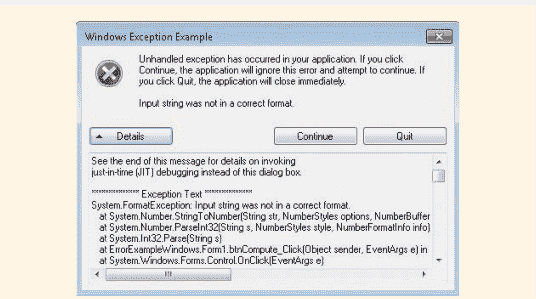 Windows Exception Example
Unhandled exception has occurred in your application. If you click
Continue, the application will ignore this error and attempt to continue. If
you click Quit, the application will close immediately.
Input string was not in a correct format.
Details
Continue
Quit
See the end of this message for details on invoking
just-in-time (JIT) debugging instead of this dialog box.
************** Exception Text **************
System.FormatException: Input string was not in a correct format.
at System.Number.StringToNumber(String str, NumberStyles options, NumberBuffer
at System.Number.ParseInt32(String s, NumberStyles style, NumberFormatInfo info)
at System.Int32.Parse(String s)
at ErrorExampleWindows.Form1.btnCompute_Click(Object sender, EventArgs e) in
at System.Windows.Forms.Control.OnClick(EventArgs e)